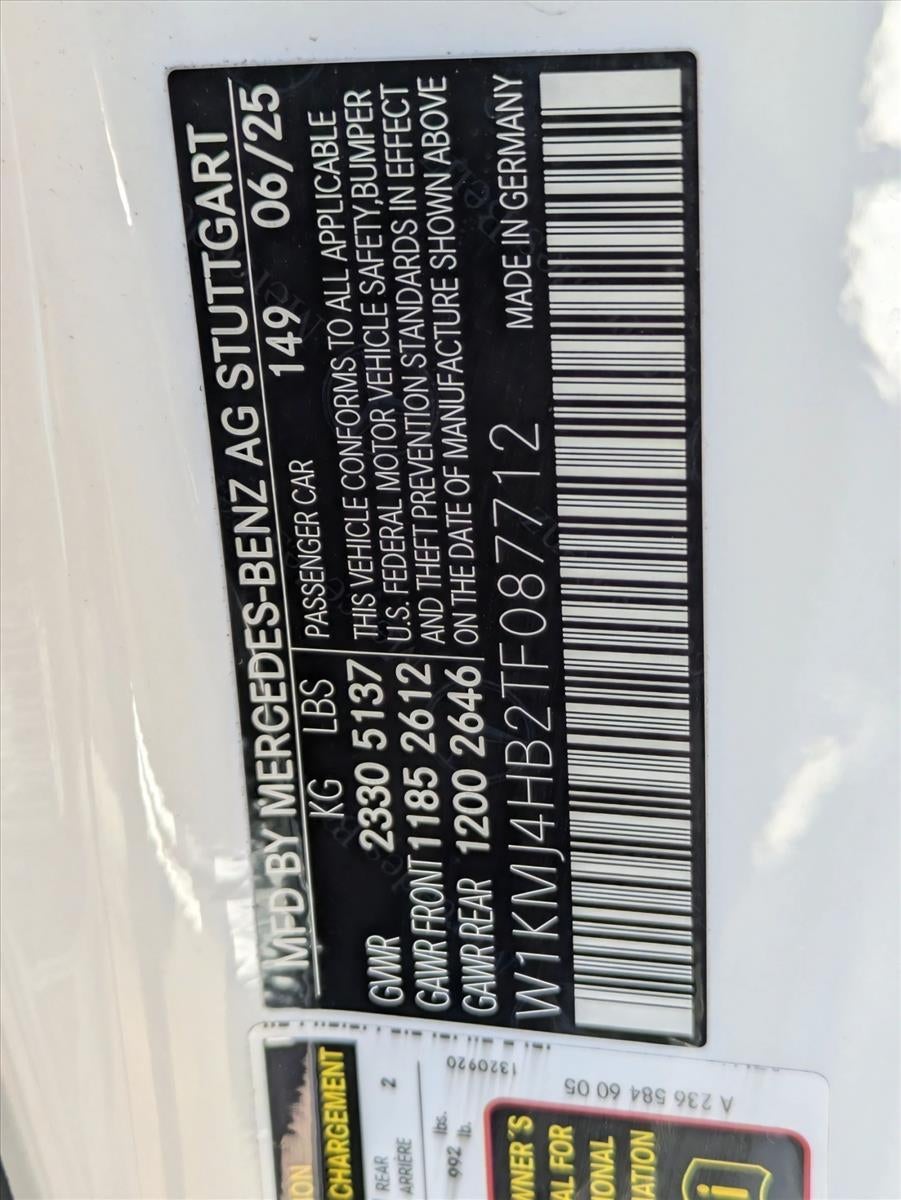 MFD BY MERCEDES-BENZ AG STUTTGART
KG LBS 149 06/25
PASSENGER CAR
GVWR 2330 5137
GAWR FRONT 1185 2612
GAWR REAR 1200 2646
THIS VEHICLE CONFORMS TO ALL APPLICABLE
U.S. FEDERAL MOTOR VEHICLE SAFETY,BUMPER
AND THEFT PREVENTION STANDARDS IN EFFECT
ON THE DATE OF MANUFACTURE SHOWN ABOVE
W1KMJ4HB2TF087712 MADE IN GERMANY
CHARGEMENT
REAR 2
ARRIÈRE
992 lbs.
lb.
1320920
A 236 584 60 05